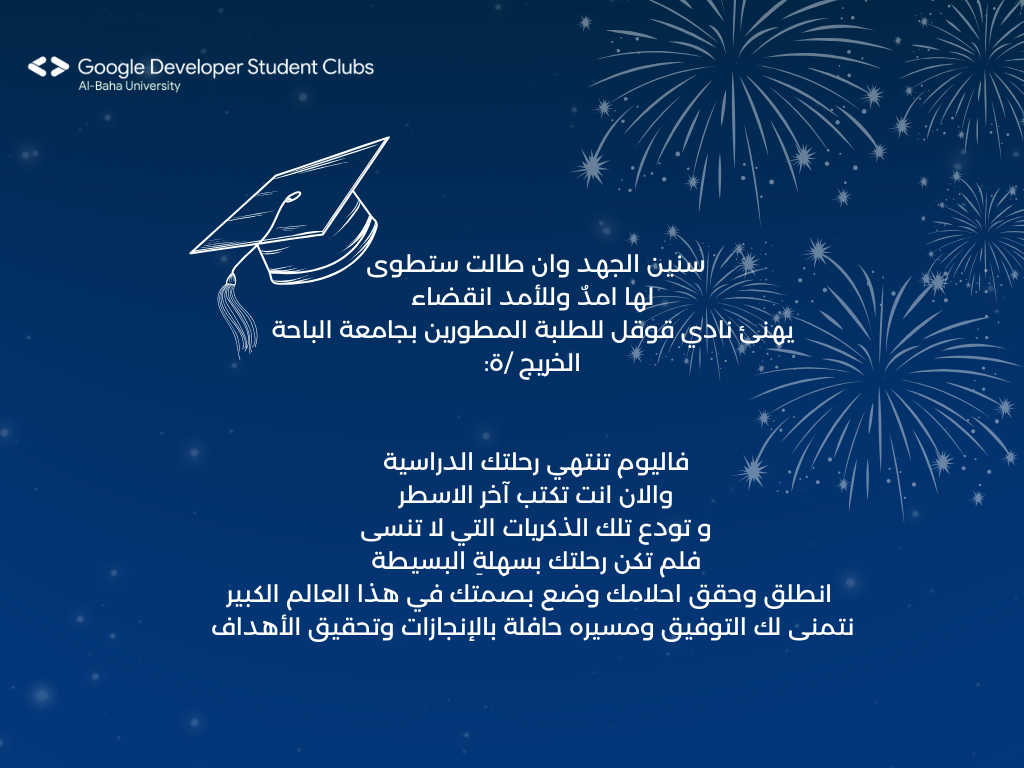 Google Developer Student Clubs
Al-Baha University
سنين الجهد وان طالت ستطوى
لها امدٌ وللأمد انقضاء
يهنئ نادي قوقل للطلبة المطورين بجامعة الباحة
الخريج /ة:
فاليوم تنتهي رحلتك الدراسية
والان انت تكتب آخر الاسطر
و تودع تلك الذكريات التي لا تنسى
فلم تكن رحلتك بسهلةِ البسيطة
انطلق وحقق احلامك وضع بصمتك في هذا العالم الكبير
نتمنى لك التوفيق ومسيره حافلة بالإنجازات وتحقيق الأهداف